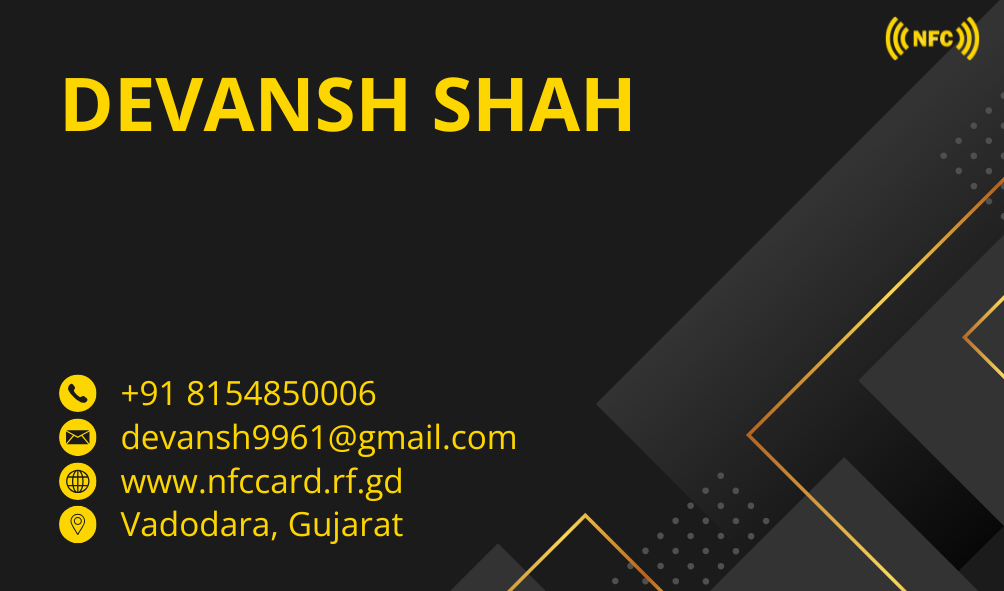 NFC
DEVANSH SHAH
+91 8154850006
devansh9961@gmail.com
www.nfccard.rf.gd
Vadodara, Gujarat